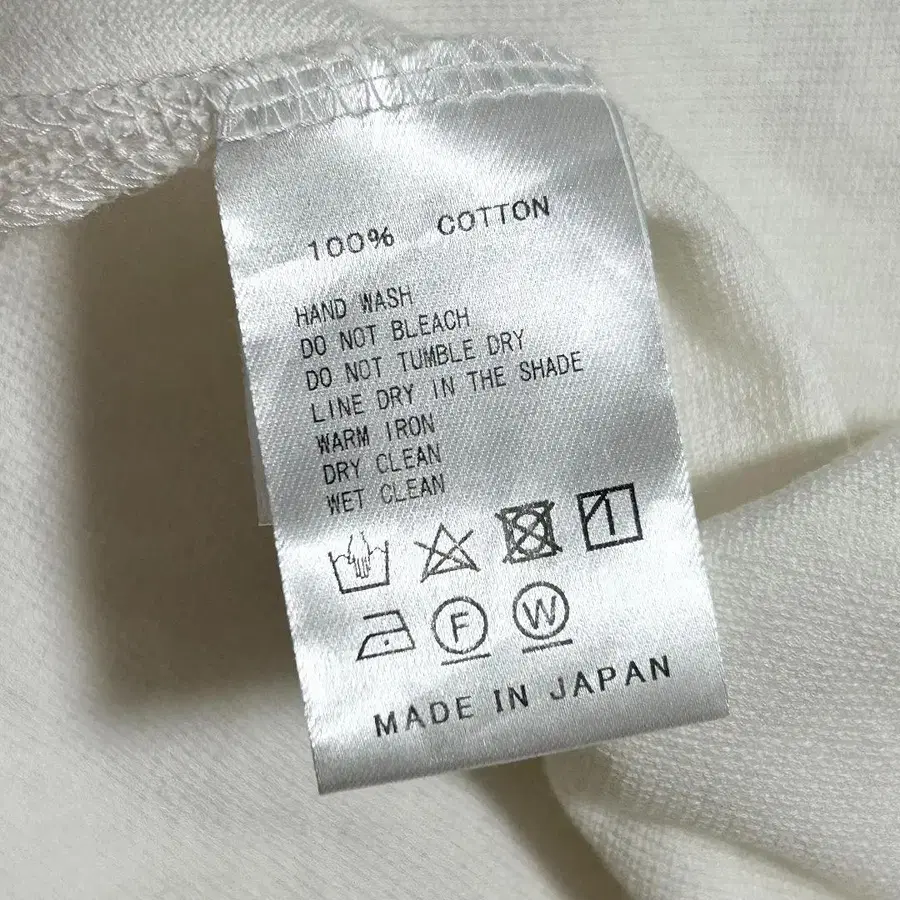 100% COTTON
HAND WASH
DO NOT BLEACH
DO NOT TUMBLE DRY
LINE DRY IN THE SHADE
WARM IRON
DRY CLEAN
WET CLEAN
F W
MADE IN JAPAN